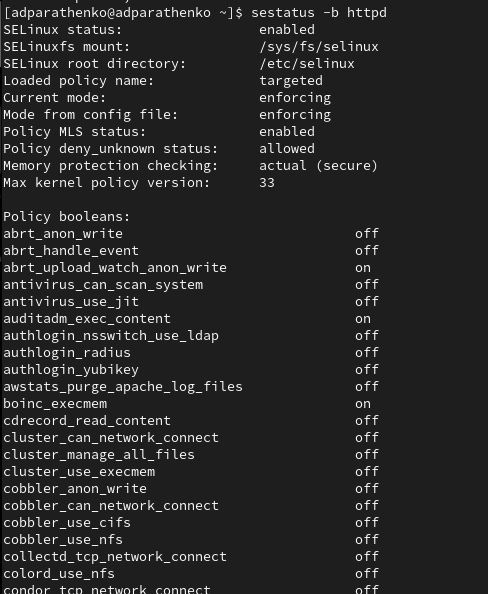 [adparathenko@adparathenko ~]$ sestatus -b httpd
SELinux status: enabled
SELinuxfs mount: /sys/fs/selinux
SELinux root directory: /etc/selinux
Loaded policy name: targeted
Current mode: enforcing
Mode from config file: enforcing
Policy MLS status: enabled
Policy deny_unknown status: allowed
Memory protection checking: actual (secure)
Max kernel policy version: 33

Policy booleans:
abrt_anon_write off
abrt_handle_event off
abrt_upload_watch_anon_write on
antivirus_can_scan_system off
antivirus_use_jit off
auditadm_exec_content on
authlogin_nsswitch_use_ldap off
authlogin_radius off
authlogin_yubikey off
awstats_purge_apache_log_files off
boinc_execmem on
cdrecord_read_content off
cluster_can_network_connect off
cluster_manage_all_files off
cluster_use_execmem off
cobbler_anon_write off
cobbler_can_network_connect off
cobbler_use_cifs off
cobbler_use_nfs off
collectd_tcp_network_connect off
colord_use_nfs off
condor_tcp_network_connect off